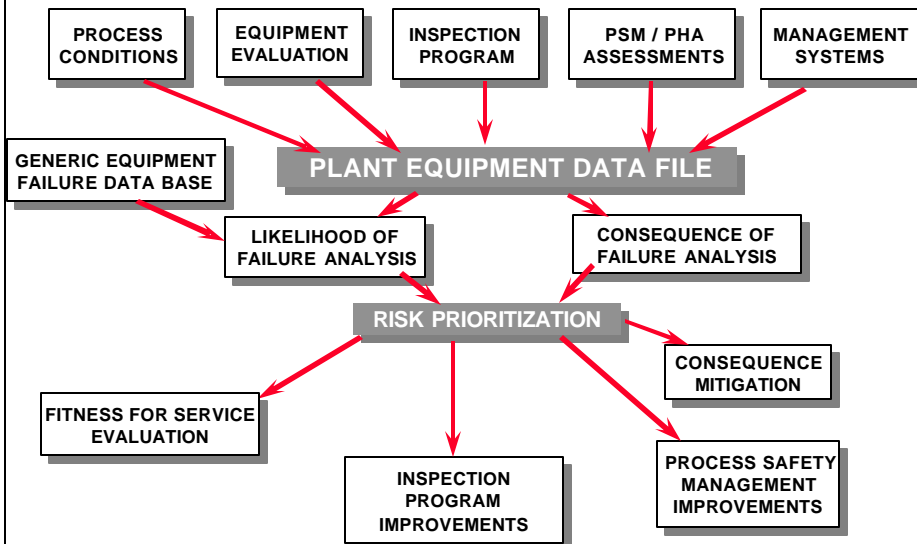 PROCESS
CONDITIONS
EQUIPMENT
EVALUATION
INSPECTION
PROGRAM
PSM / PHA
ASSESSMENTS
MANAGEMENT
SYSTEMS
GENERIC EQUIPMENT
FAILURE DATA BASE
PLANT EQUIPMENT DATA FILE
LIKELIHOOD OF
FAILURE ANALYSIS
CONSEQUENCE OF
FAILURE ANALYSIS
RISK PRIORITIZATION
CONSEQUENCE
MITIGATION
FITNESS FOR SERVICE
EVALUATION
INSPECTION
PROGRAM
IMPROVEMENTS
PROCESS SAFETY
MANAGEMENT
IMPROVEMENTS